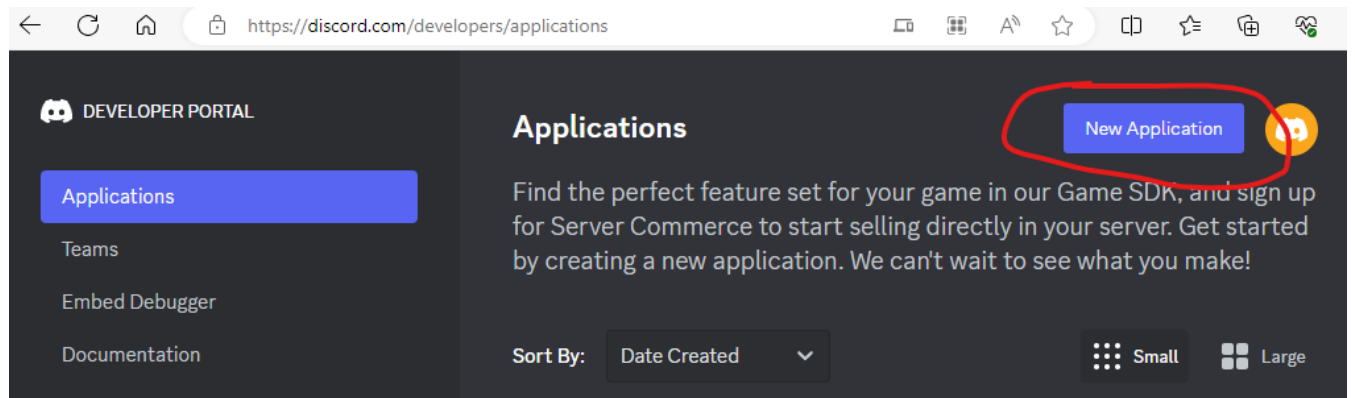 https://discord.com/developers/applications
DEVELOPER PORTAL
Applications
Teams
Embed Debugger
Documentation
Applications
New Application
Find the perfect feature set for your game in our Game SDK, and sign up
for Server Commerce to start selling directly in your server. Get started
by creating a new application. We can't wait to see what you make!
Sort By: Date Created Small Large